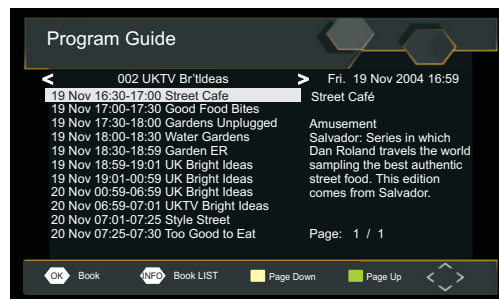 Program Guide
< 002 UKTV Br'tIdeas > Fri. 19 Nov 2004 16:59
19 Nov 16:30-17:00 Street Cafe
19 Nov 17:00-17:30 Good Food Bites
19 Nov 17:30-18:00 Gardens Unplugged
19 Nov 18:00-18:30 Water Gardens
19 Nov 18:30-18:59 Garden ER
19 Nov 18:59-19:01 UK Bright Ideas
19 Nov 19:01-00:59 UK Bright Ideas
20 Nov 00:59-06:59 UK Bright Ideas
20 Nov 06:59-07:01 UKTV Bright Ideas
20 Nov 07:01-07:25 Style Street
20 Nov 07:25-07:30 Too Good to Eat
Street Café
Amusement
Salvador: Series in which
Dan Roland travels the world
sampling the best authentic
street food. This edition
comes from Salvador.
Page: 1 / 1
OK Book INFO Book LIST Page Down Page Up